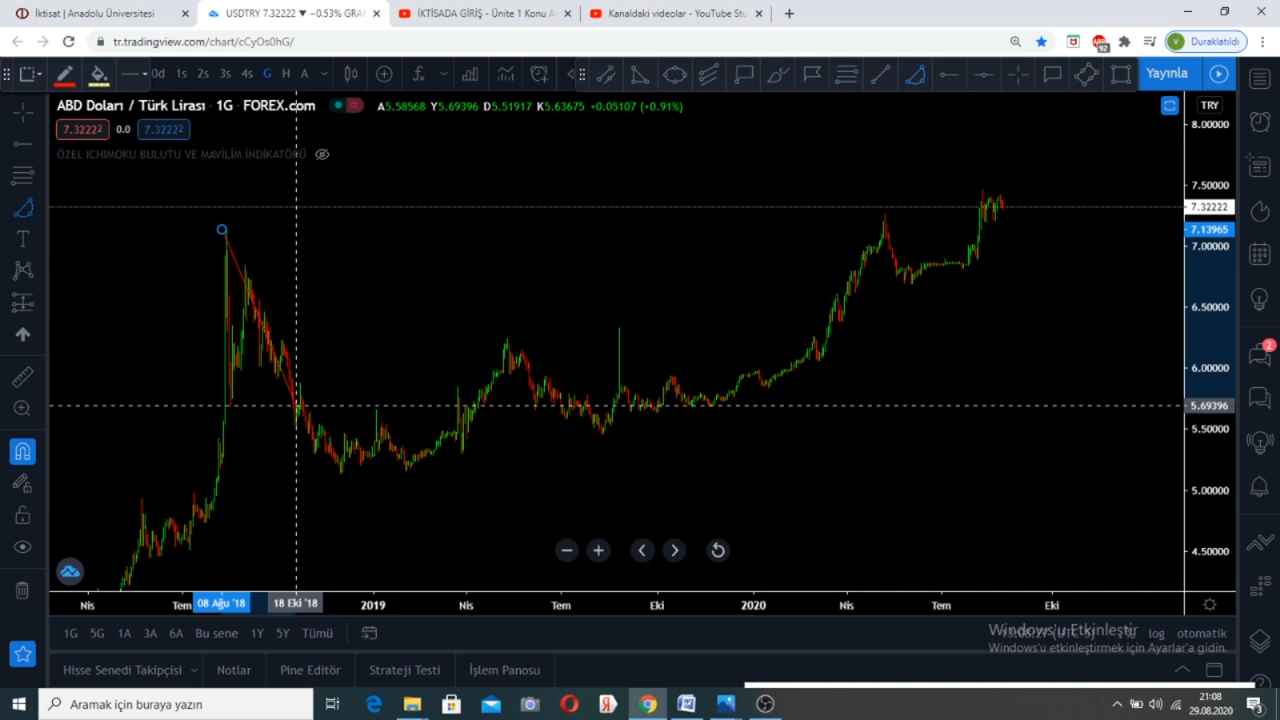 İktisat | Anadolu Üniversitesi
USDTRY 7.32222 ▼ −0.53% GRA
İKTİSADA GİRİŞ - Ünite 1 Konu A
Kanaldaki videolar - YouTube Stu
tr.tradingview.com/chart/cCyOs0hG/
92
V
Duraklatıldı
0d 1s 2s 3s 4s G H A
Yayınla
ABD Doları / Türk Lirası · 1G · FOREX.com
A5.58568 Y5.69396 D5.51917 K5.63675 +0.05107 (+0.91%)
TRY
7.32222 0.0 7.32222
ÖZEL ICHIMOKU BULUTU VE MAVİLİM İNDİKATÖRÜ
8.00000
7.50000
7.32222
7.13965
7.00000
6.50000
6.00000
5.69396
5.50000
5.00000
4.50000
2
Nis Tem 08 Ağu '18 18 Eki '18 2019 Nis Tem Eki 2020 Nis Tem Eki
1G 5G 1A 3A 6A Bu sene 1Y 5Y Tümü
% log otomatik
Windows'u Etkinleştir
Windows'u etkinleştirmek için Ayarlar'a gidin.
Hisse Senedi Takipçisi Notlar Pine Editör Strateji Testi İşlem Panosu
Aramak için buraya yazın
21:08
29.08.2020
3